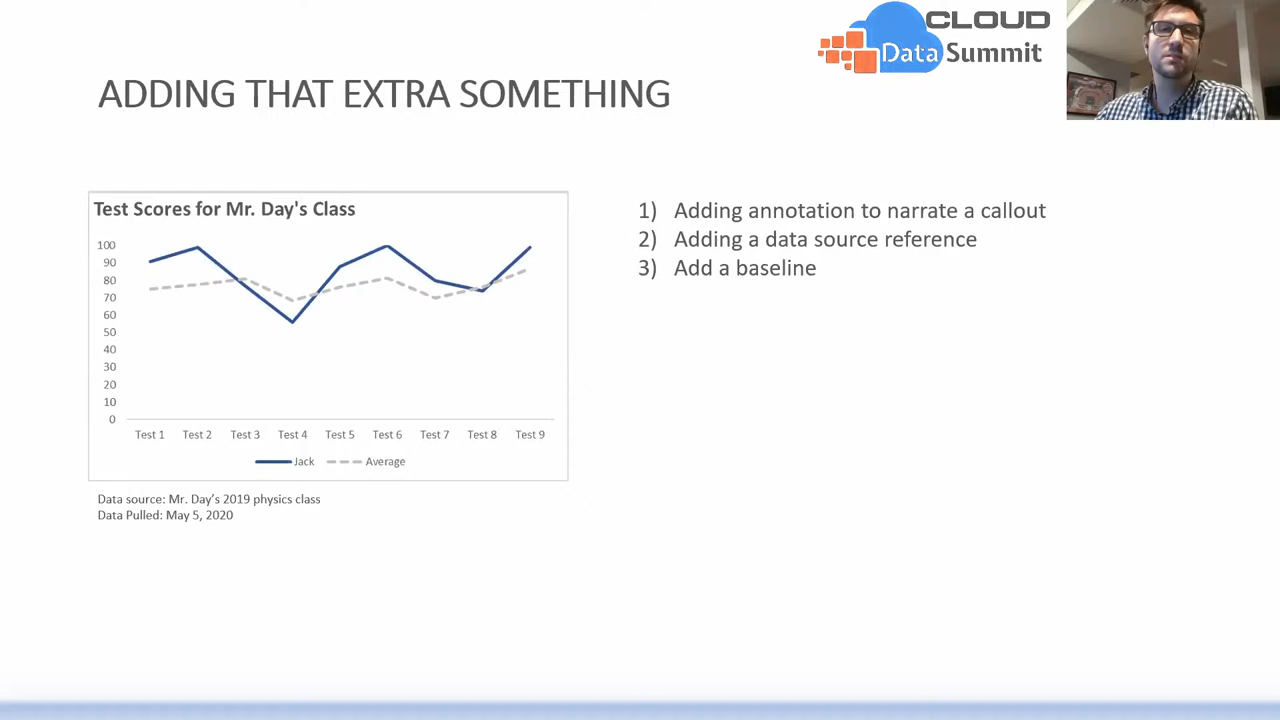 CLOUD
Data Summit
ADDING THAT EXTRA SOMETHING
Test Scores for Mr. Day's Class
100
90
80
70
60
50
40
30
20
10
0
Test 1 Test 2 Test 3 Test 4 Test 5 Test 6 Test 7 Test 8 Test 9
Jack Average
Data source: Mr. Day’s 2019 physics class
Data Pulled: May 5, 2020
1) Adding annotation to narrate a callout
2) Adding a data source reference
3) Add a baseline